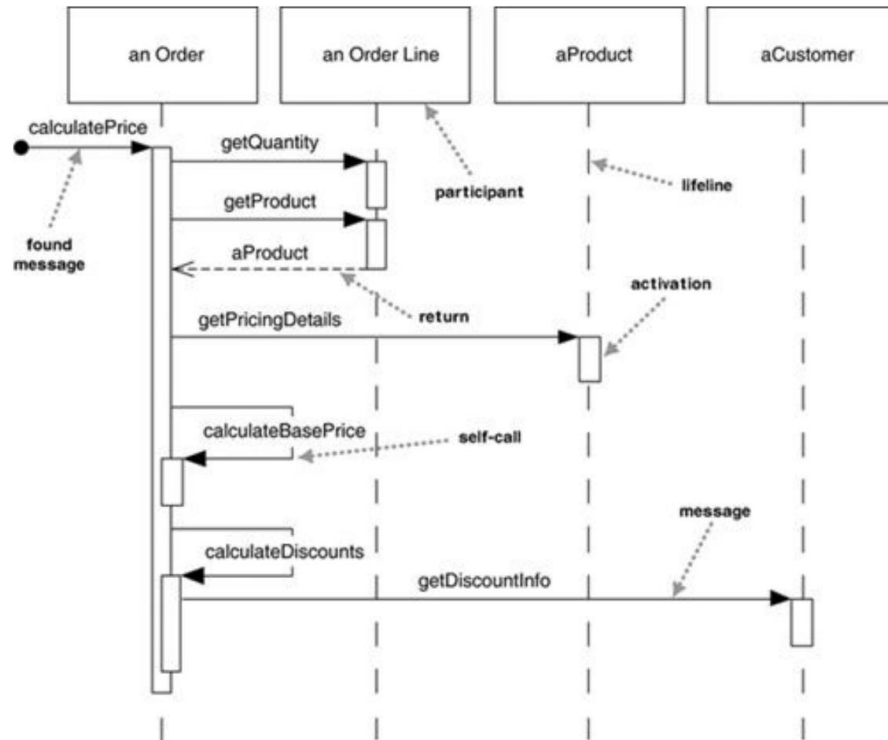 an Order
an Order Line
aProduct
aCustomer
calculatePrice
getQuantity
participant
lifeline
getProduct
found
message
aProduct
return
activation
getPricingDetails
calculateBasePrice
self-call
message
calculateDiscounts
getDiscountInfo